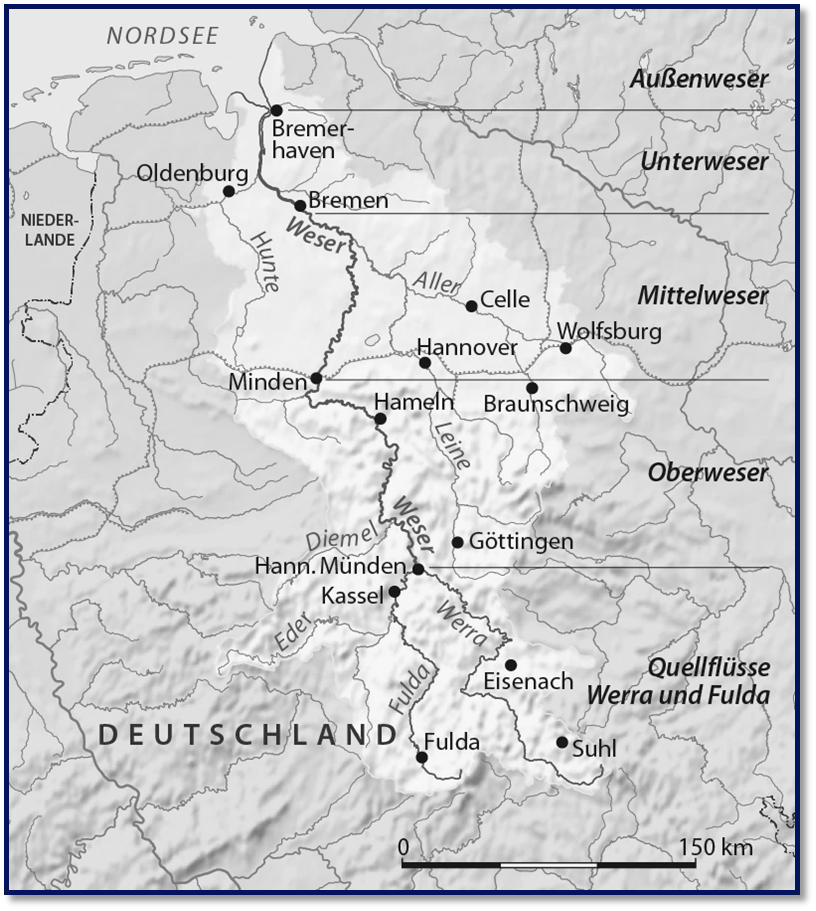 NORDSEE
Außenweser
Bremer-
haven
Unterweser
Oldenburg
Bremen
NIEDER-
LANDE
Weser
Hunte
Aller
Mittelweser
Celle
Wolfsburg
Hannover
Minden
Hameln
Braunschweig
Leine
Oberweser
Weser
Diemel
Göttingen
Hann. Münden
Kassel
Werra
Eder
Eisenach
Quellflüsse
Werra und Fulda
Fulda
DEUTSCHLAND
Fulda
Suhl
0 150 km